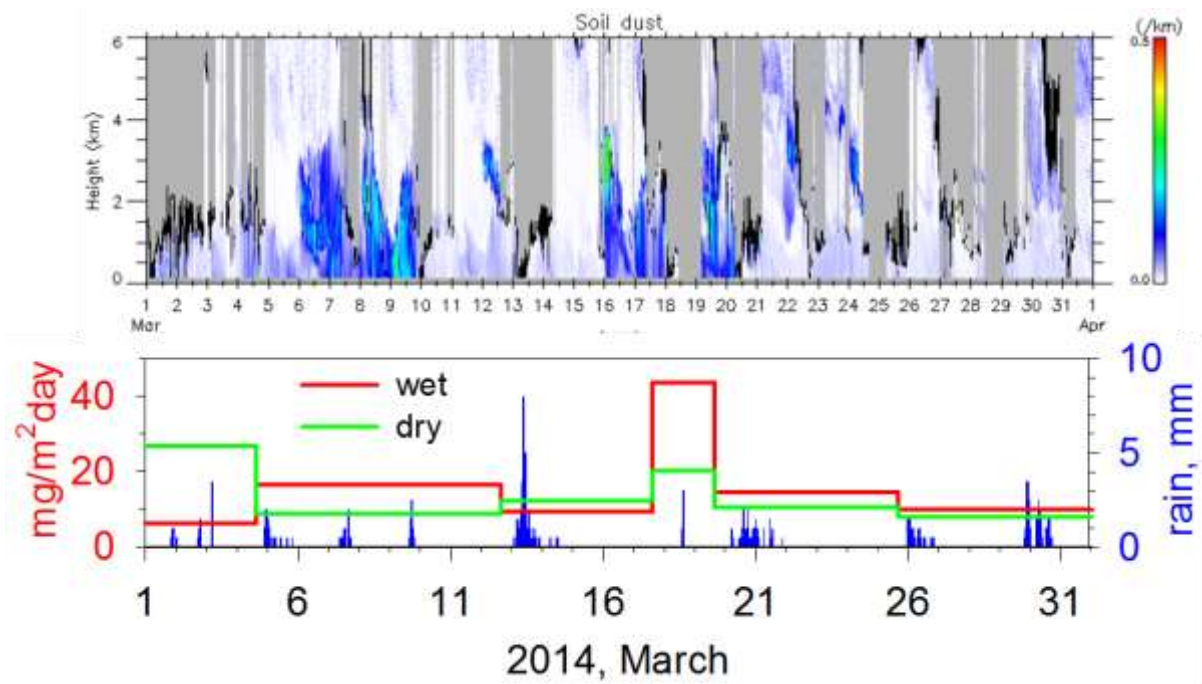 Soil dust
(/km)
6
4
2
0
Height (km)
0.0
1 2 3 4 5 6 7 8 9 10 11 12 13 14 15 16 17 18 19 20 21 22 23 24 25 26 27 28 29 30 31 1
Mar Apr
mg/m²day
40
20
0
wet
dry
10
5
0
rain, mm
1 6 11 16 21 26 31
2014, March